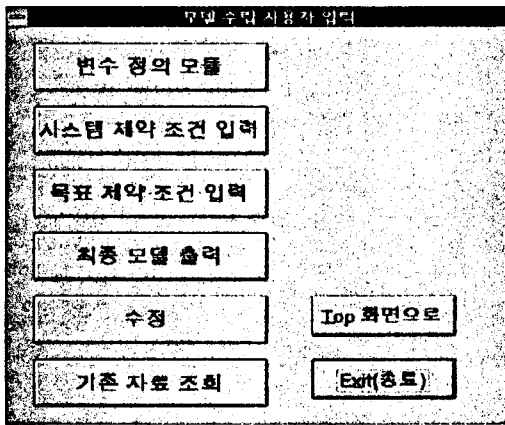 모델 수립 사용자 입력
변수 정의 모듈
시스템 제약 조건 입력
목표 제약 조건 입력
최종 모델 출력
수정
Top 화면으로
기존 자료 조회
Exit(종료)